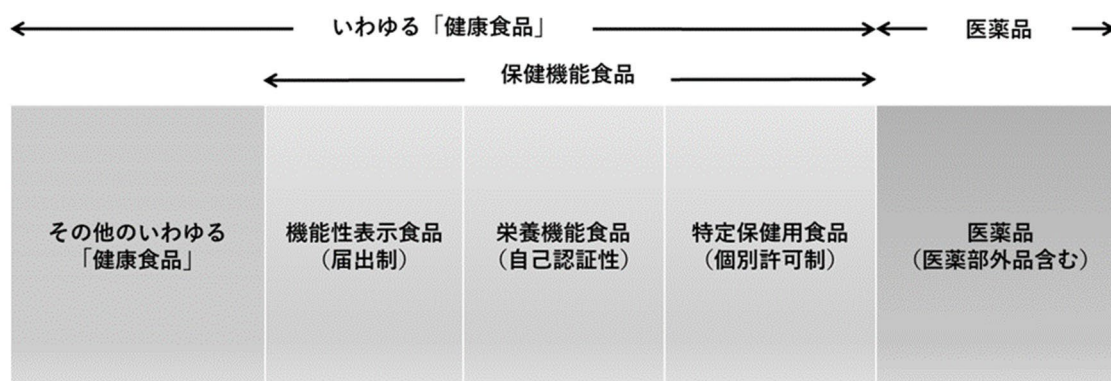 いわゆる「健康食品」
医薬品
保健機能食品
その他のいわゆる
「健康食品」
機能性表示食品
（届出制）
栄養機能食品
（自己認証性）
特定保健用食品
（個別許可制）
医薬品
（医薬部外品含む）